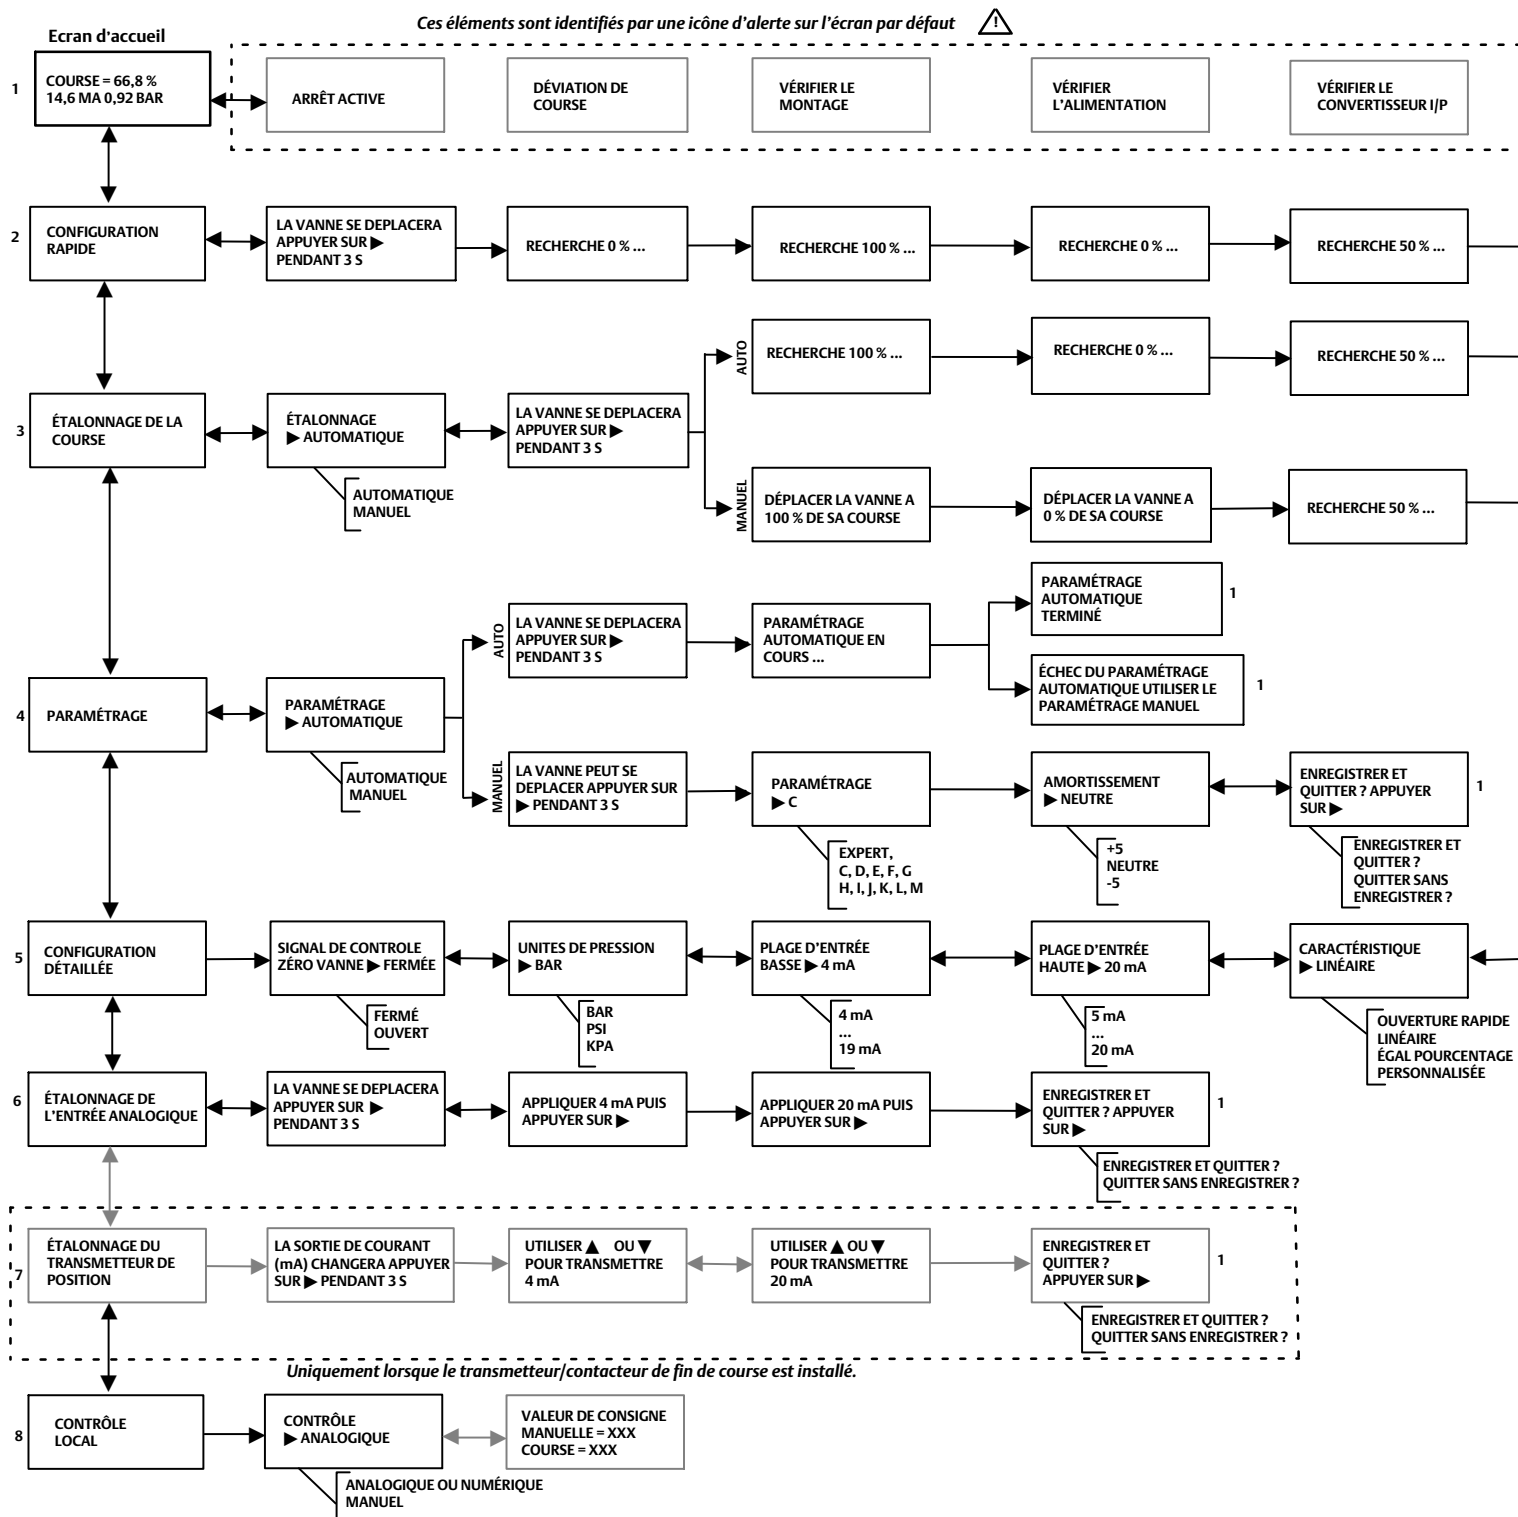 Ces éléments sont identifiés par une icône d'alerte sur l'écran par défaut
!
Ecran d'accueil
1
COURSE = 66,8 %
14,6 MA 0,92 BAR
ARRÊT ACTIVE
DÉVIATION DE
COURSE
VÉRIFIER LE
MONTAGE
VÉRIFIER
L'ALIMENTATION
VÉRIFIER LE
CONVERTISSEUR I/P
2
CONFIGURATION
RAPIDE
LA VANNE SE DEPLACERA
APPUYER SUR ▶
PENDANT 3 S
RECHERCHE 0 % ...
RECHERCHE 100 % ...
RECHERCHE 0 % ...
RECHERCHE 50 % ...
3
ÉTALONNAGE DE LA
COURSE
ÉTALONNAGE
▶ AUTOMATIQUE
AUTOMATIQUE
MANUEL
LA VANNE SE DEPLACERA
APPUYER SUR ▶
PENDANT 3 S
AUTO
RECHERCHE 100 % ...
RECHERCHE 0 % ...
RECHERCHE 50 % ...
MANUEL
DÉPLACER LA VANNE A
100 % DE SA COURSE
DÉPLACER LA VANNE A
0 % DE SA COURSE
RECHERCHE 50 % ...
4
PARAMÉTRAGE
PARAMÉTRAGE
▶ AUTOMATIQUE
AUTOMATIQUE
MANUEL
AUTO
LA VANNE SE DEPLACERA
APPUYER SUR ▶
PENDANT 3 S
PARAMÉTRAGE
AUTOMATIQUE EN
COURS ...
PARAMÉTRAGE
AUTOMATIQUE
TERMINÉ
1
ÉCHEC DU PARAMÉTRAGE
AUTOMATIQUE UTILISER LE
PARAMÉTRAGE MANUEL
1
MANUEL
LA VANNE PEUT SE
DEPLACER APPUYER SUR
▶ PENDANT 3 S
PARAMÉTRAGE
▶ C
EXPERT,
C, D, E, F, G
H, I, J, K, L, M
AMORTISSEMENT
▶ NEUTRE
+5
NEUTRE
-5
ENREGISTRER ET
QUITTER ? APPUYER
SUR ▶
1
ENREGISTRER ET
QUITTER ?
QUITTER SANS
ENREGISTRER ?
5
CONFIGURATION
DÉTAILLÉE
SIGNAL DE CONTROLE
ZÉRO VANNE ▶ FERMÉE
FERMÉ
OUVERT
UNITES DE PRESSION
▶ BAR
BAR
PSI
KPA
PLAGE D'ENTRÉE
BASSE ▶ 4 mA
4 mA
...
19 mA
PLAGE D'ENTRÉE
HAUTE ▶ 20 mA
5 mA
...
20 mA
CARACTÉRISTIQUE
▶ LINÉAIRE
OUVERTURE RAPIDE
LINÉAIRE
ÉGAL POURCENTAGE
PERSONNALISÉE
6
ÉTALONNAGE DE
L'ENTRÉE ANALOGIQUE
LA VANNE SE DEPLACERA
APPUYER SUR ▶
PENDANT 3 S
APPLIQUER 4 mA PUIS
APPUYER SUR ▶
APPLIQUER 20 mA PUIS
APPUYER SUR ▶
ENREGISTRER ET
QUITTER ? APPUYER
SUR ▶
1
ENREGISTRER ET QUITTER ?
QUITTER SANS ENREGISTRER ?
7
ÉTALONNAGE DU
TRANSMETTEUR DE
POSITION
LA SORTIE DE COURANT
(mA) CHANGERA APPUYER
SUR ▶ PENDANT 3 S
UTILISER ▲ OU ▼
POUR TRANSMETTRE
4 mA
UTILISER ▲ OU ▼
POUR TRANSMETTRE
20 mA
ENREGISTRER ET
QUITTER ?
APPUYER SUR ▶
1
ENREGISTRER ET QUITTER ?
QUITTER SANS ENREGISTRER ?
Uniquement lorsque le transmetteur/contacteur de fin de course est installé.
8
CONTRÔLE
LOCAL
CONTRÔLE
▶ ANALOGIQUE
ANALOGIQUE OU NUMÉRIQUE
MANUEL
VALEUR DE CONSIGNE
MANUELLE = XXX
COURSE = XXX